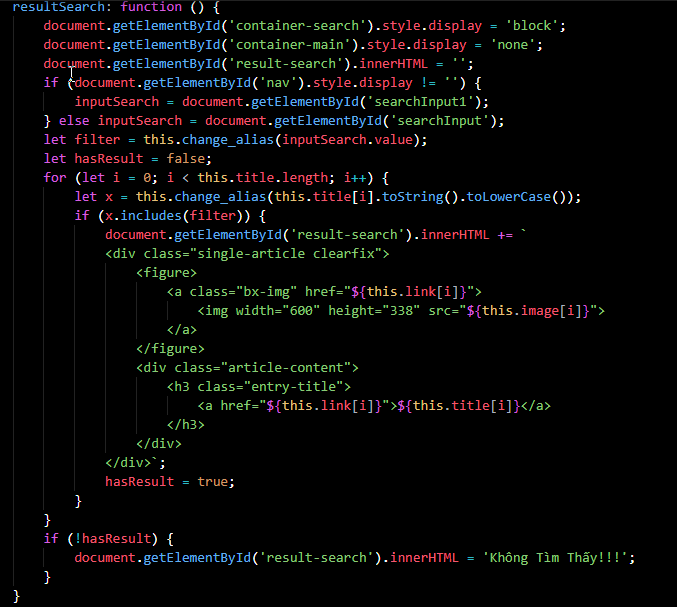 resultSearch: function () {
document.getElementById('container-search').style.display = 'block';
document.getElementById('container-main').style.display = 'none';
document.getElementById('result-search').innerHTML = '';
if (document.getElementById('nav').style.display != '') {
inputSearch = document.getElementById('searchInput1');
} else inputSearch = document.getElementById('searchInput');
let filter = this.change_alias(inputSearch.value);
let hasResult = false;
for (let i = 0; i < this.title.length; i++) {
let x = this.change_alias(this.title[i].toString().toLowerCase());
if (x.includes(filter)) {
document.getElementById('result-search').innerHTML += `
<div class="single-article clearfix">
<figure>
<a class="bx-img" href="${this.link[i]}">
<img width="600" height="338" src="${this.image[i]}">
</a>
</figure>
<div class="article-content">
<h3 class="entry-title">
<a href="${this.link[i]}">${this.title[i]}</a>
</h3>
</div>
</div>`;
hasResult = true;
}
}
if (!hasResult) {
document.getElementById('result-search').innerHTML = 'Không Tìm Thấy!!!';
}
}